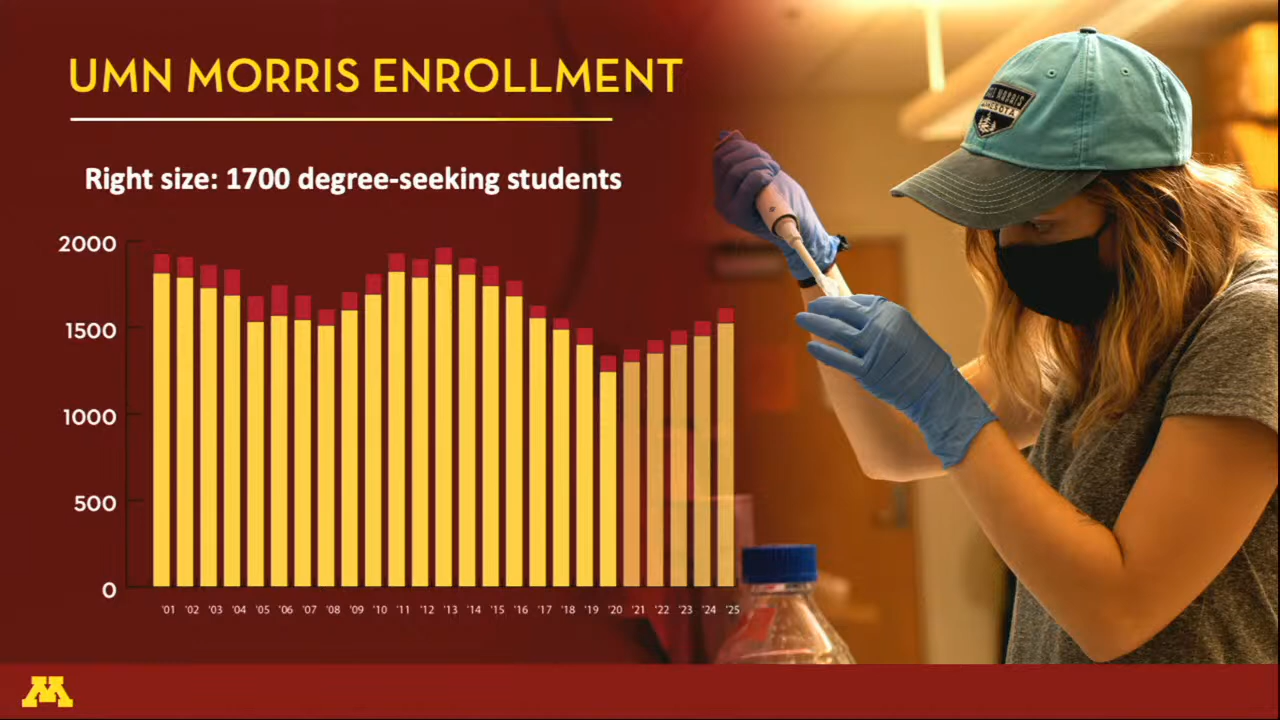 UMN MORRIS ENROLLMENT
Right size: 1700 degree-seeking students
2000
1500
1000
500
0
'01 '02 '03 '04 '05 '06 '07 '08 '09 '10 '11 '12 '13 '14 '15 '16 '17 '18 '19 '20 '21 '22 '23 '24 '25
M